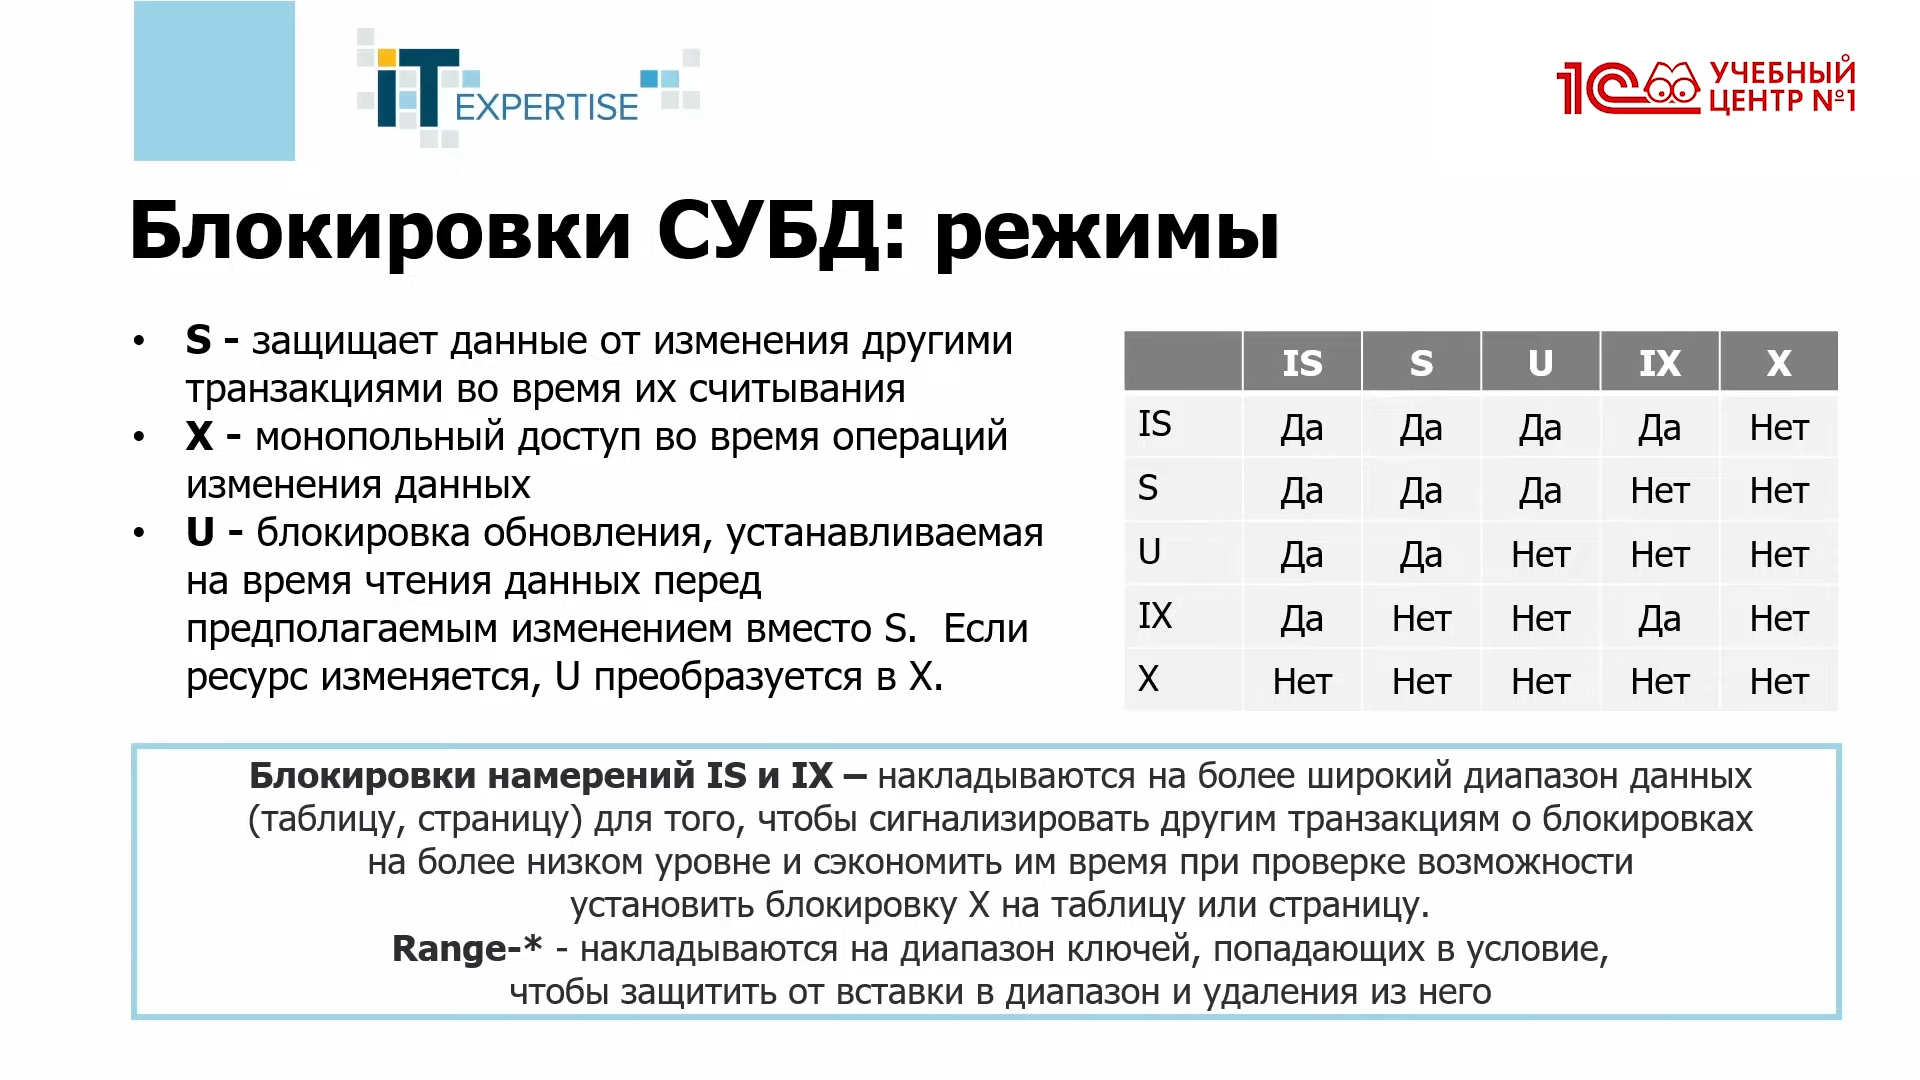 iT EXPERTISE
1С УЧЕБНЫЙ
ЦЕНТР №1
Блокировки СУБД: режимы
• S - защищает данные от изменения другими
транзакциями во время их считывания
• X - монопольный доступ во время операций
изменения данных
• U - блокировка обновления, устанавливаемая
на время чтения данных перед
предполагаемым изменением вместо S. Если
ресурс изменяется, U преобразуется в X.
IS S U IX X
IS Да Да Да Да Нет
S Да Да Да Нет Нет
U Да Да Нет Нет Нет
IX Да Нет Нет Да Нет
X Нет Нет Нет Нет Нет
Блокировки намерений IS и IX – накладываются на более широкий диапазон данных
(таблицу, страницу) для того, чтобы сигнализировать другим транзакциям о блокировках
на более низком уровне и сэкономить им время при проверке возможности
установить блокировку X на таблицу или страницу.
Range-* - накладываются на диапазон ключей, попадающих в условие,
чтобы защитить от вставки в диапазон и удаления из него